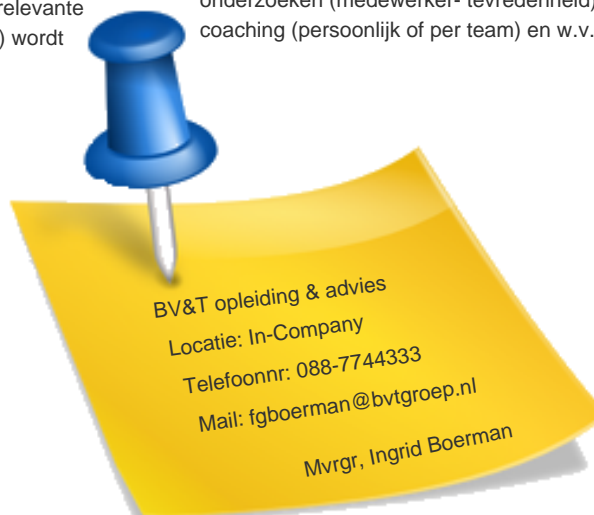 relevante
) wordt
onderzoeken (medewerker- tevredenheid)
coaching (persoonlijk of per team) en w.v.
BV&T opleiding & advies
Locatie: In-Company
Telefoonnr: 088-7744333
Mail: fgboerman@bvtgroep.nl
Mvrgr, Ingrid Boerman